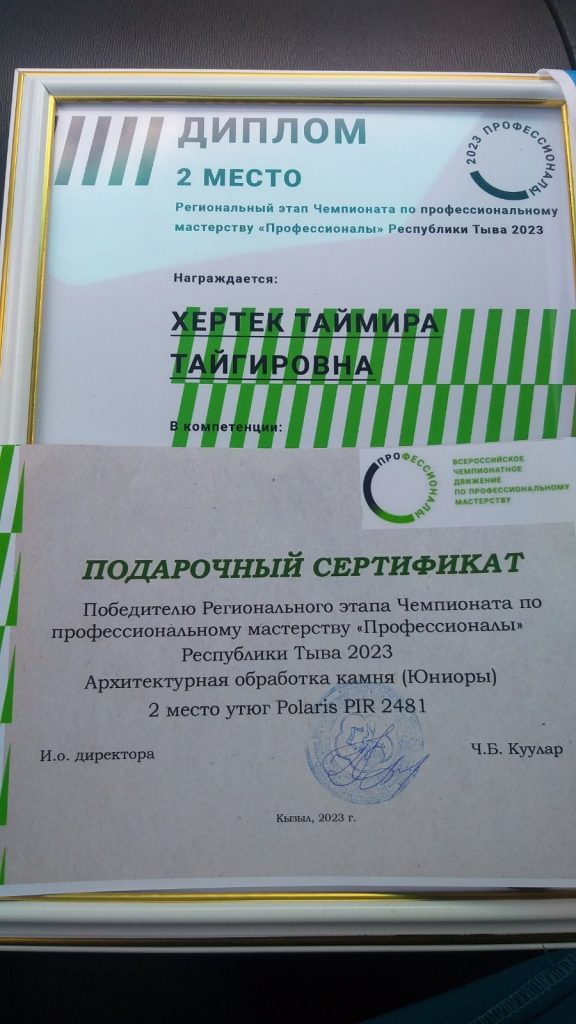 ДИПЛОМ
2 МЕСТО
2023 ПРОФЕССИОНАЛЫ
Региональный этап Чемпионата по профессиональному
мастерству «Профессионалы» Республики Тыва 2023
Награждается:
ХЕРТЕК ТАЙМИРА
ТАЙГИРОВНА
В компетенции:
ПРОФЕССИОНАЛЫ
ВСЕРОССИЙСКОЕ
ЧЕМПИОНАТНОЕ
ДВИЖЕНИЕ
ПО ПРОФЕССИОНАЛЬНОМУ
МАСТЕРСТВУ
ПОДАРОЧНЫЙ СЕРТИФИКАТ
Победителю Регионального этапа Чемпионата по
профессиональному мастерству «Профессионалы»
Республики Тыва 2023
Архитектурная обработка камня (Юниоры)
2 место утюг Polaris PIR 2481
И.о. директора
Ч.Б. Куулар
Кызыл, 2023 г.